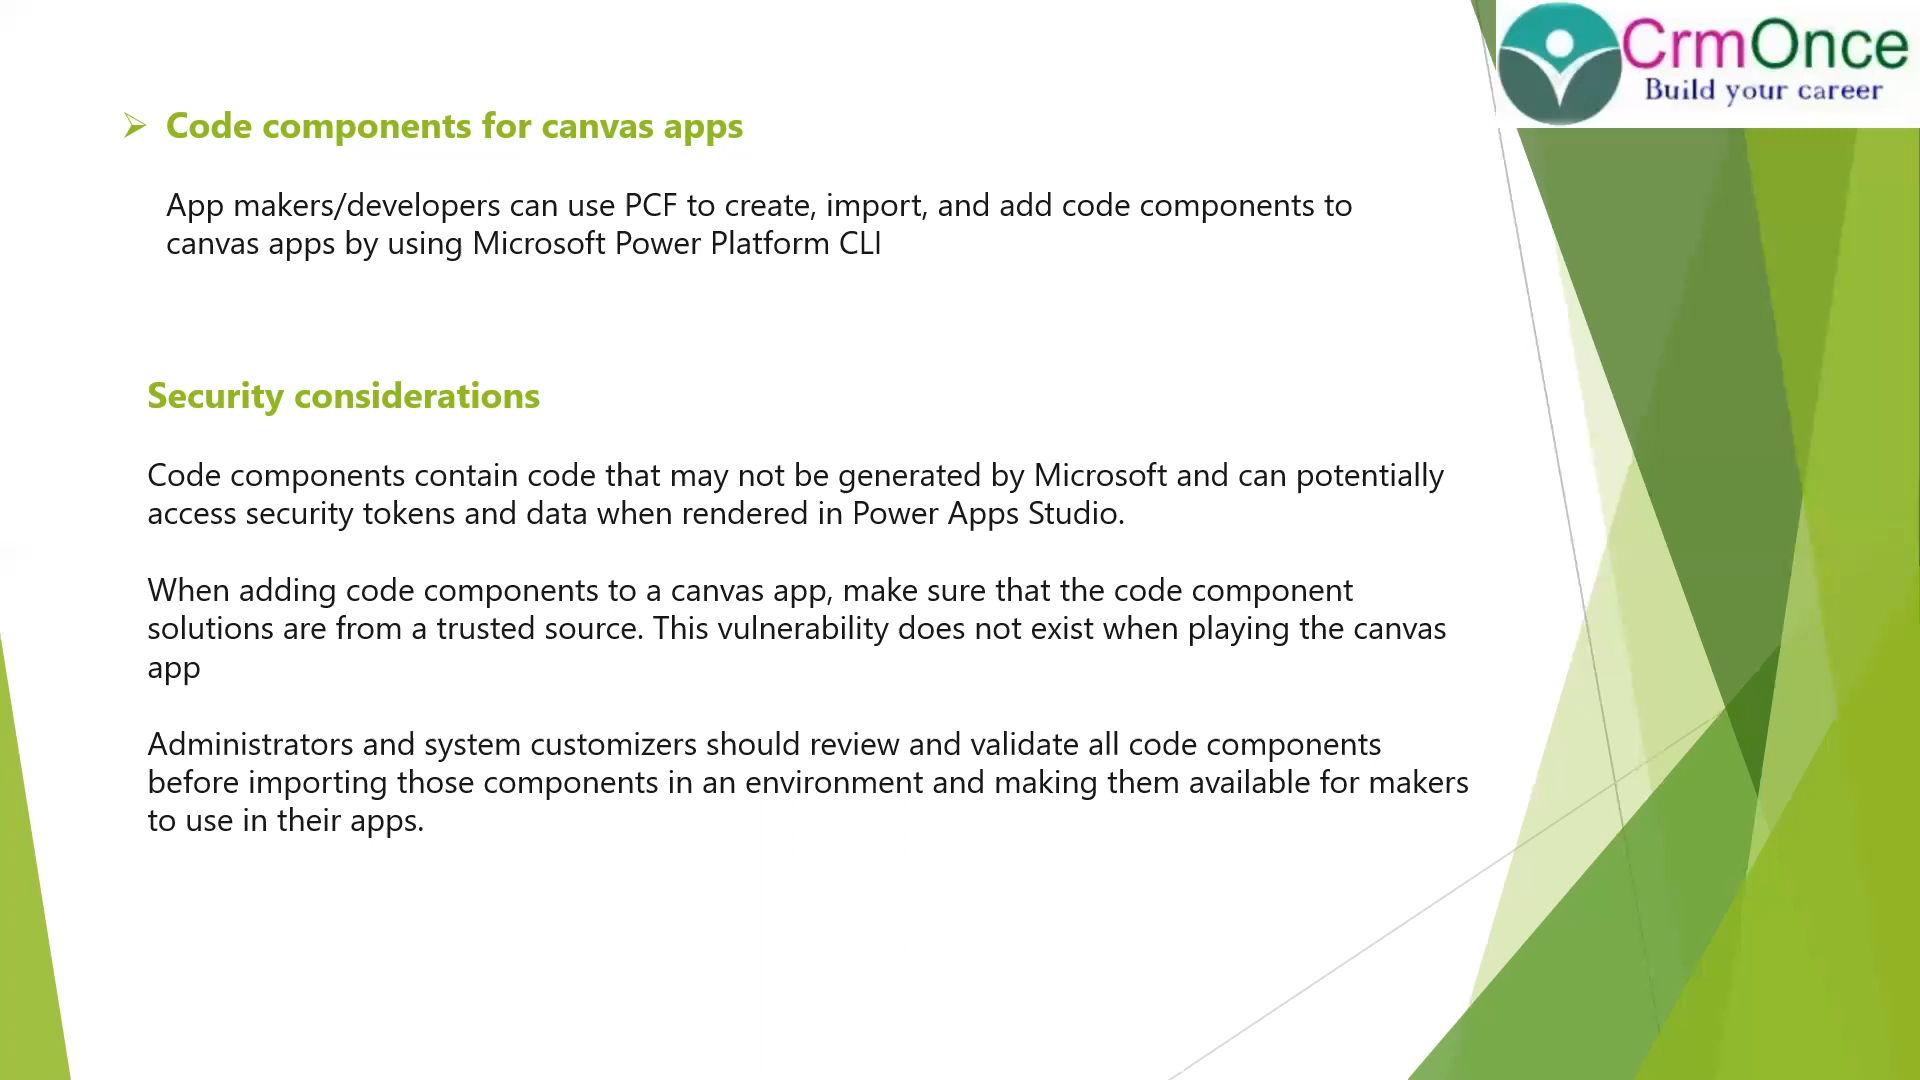 CrmOnce
Build your career
➢ Code components for canvas apps
App makers/developers can use PCF to create, import, and add code components to
canvas apps by using Microsoft Power Platform CLI
Security considerations
Code components contain code that may not be generated by Microsoft and can potentially
access security tokens and data when rendered in Power Apps Studio.
When adding code components to a canvas app, make sure that the code component
solutions are from a trusted source. This vulnerability does not exist when playing the canvas
app
Administrators and system customizers should review and validate all code components
before importing those components in an environment and making them available for makers
to use in their apps.